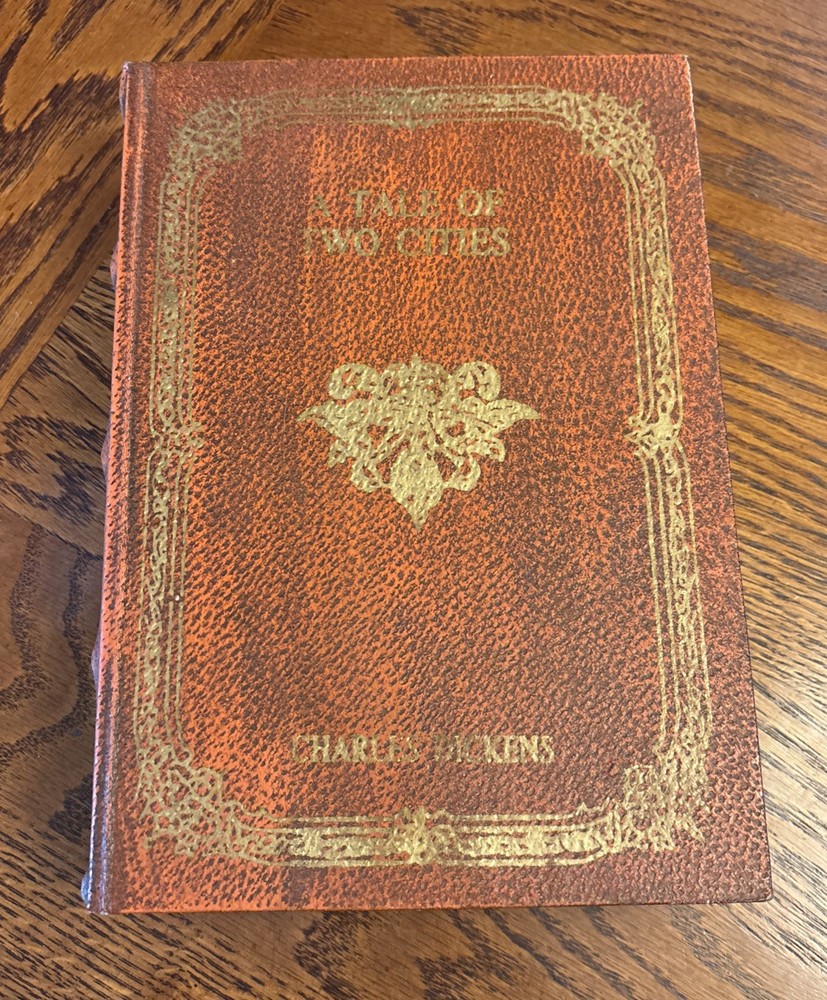 A TALE OF
TWO CITIES
CHARLES DICKENS